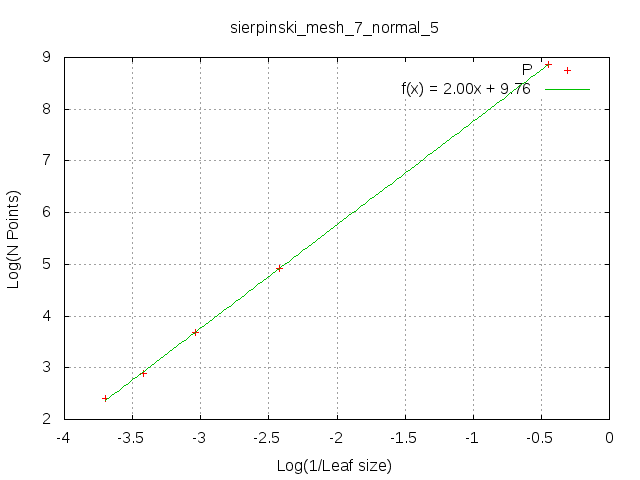 sierpinski_mesh_7_normal_5
9
8
7
6
5
4
3
2
Log(N Points)
P
f(x) = 2.00x + 9.76
-4 -3.5 -3 -2.5 -2 -1.5 -1 -0.5 0
Log(1/Leaf size)